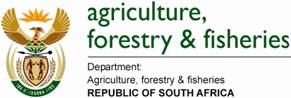 agriculture,
forestry & fisheries
Department:
Agriculture, forestry & fisheries
REPUBLIC OF SOUTH AFRICA